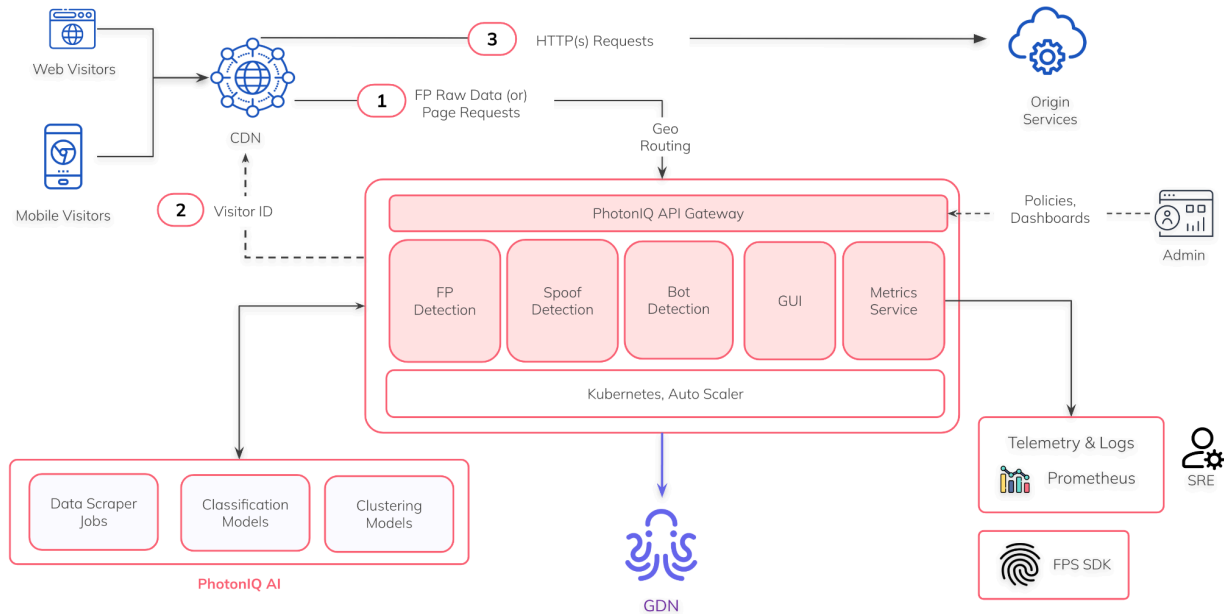 Web Visitors
Mobile Visitors
CDN
3
HTTP(s) Requests
Origin
Services
1
FP Raw Data (or)
Page Requests
Geo
Routing
2
Visitor ID
PhotonIQ API Gateway
Policies,
Dashboards
Admin
FP
Detection
Spoof
Detection
Bot
Detection
GUI
Metrics
Service
Kubernetes, Auto Scaler
Telemetry & Logs
Prometheus
SRE
Data Scraper
Jobs
Classification
Models
Clustering
Models
PhotonIQ AI
GDN
FPS SDK